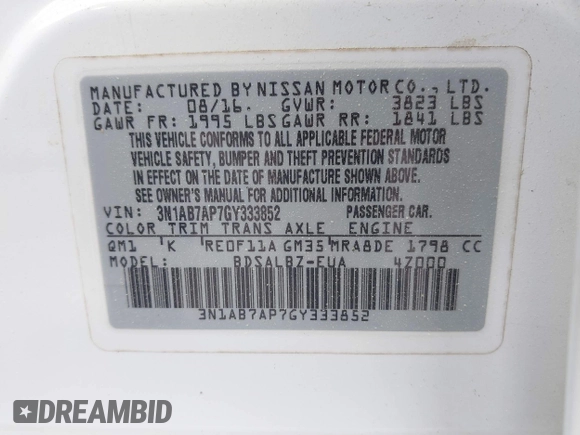 MANUFACTURED BY NISSAN MOTOR CO., LTD.
DATE: 08/16. GVWR: 3823 LBS
GAWR FR: 1995 LBS GAWR RR: 1841 LBS
THIS VEHICLE CONFORMS TO ALL APPLICABLE FEDERAL MOTOR
VEHICLE SAFETY, BUMPER AND THEFT PREVENTION STANDARDS
IN EFFECT ON THE DATE OF MANUFACTURE SHOWN ABOVE.
SEE OWNER'S MANUAL FOR ADDITIONAL INFORMATION.
VIN: 3N1AB7AP7GY333852 PASSENGER CAR.
COLOR TRIM TRANS AXLE ENGINE
QM1 K RE0F11A GM35 MRA8DE 1798 CC
MODEL: BDSALBZ-EUA 4Z000
3N1AB7AP7GY333852
DREAMBID